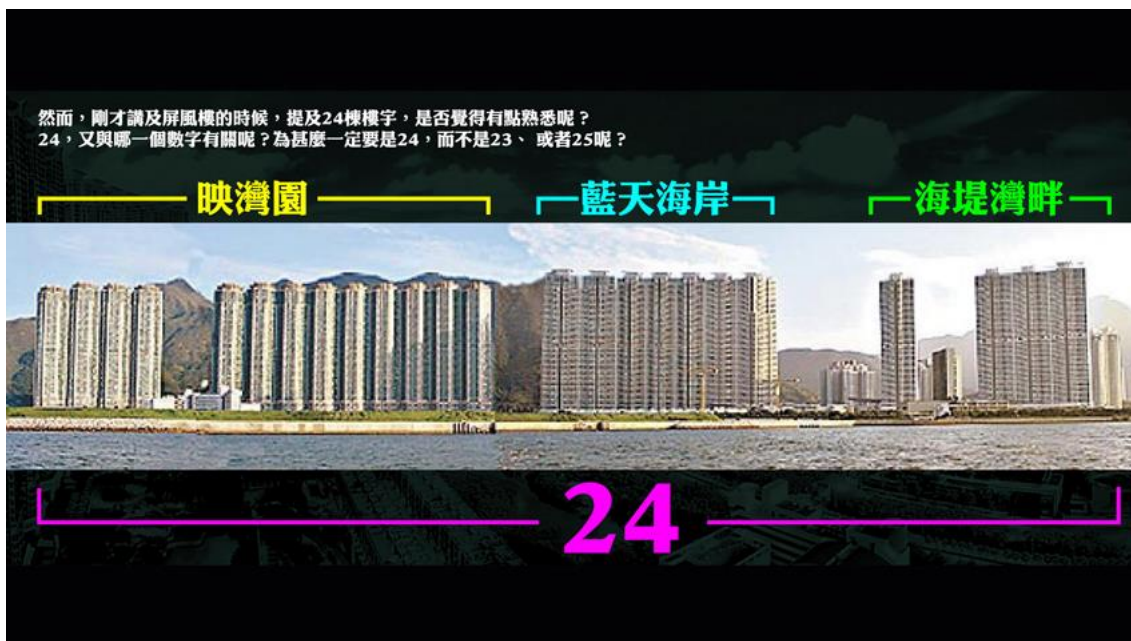 然而，剛才講及屏風樓的時候，提及24棟樓宇，是否覺得有點熟悉呢？
24，又與哪一個數字有關呢？為甚麼一定要是24，而不是23、 或者25呢？
映灣園
藍天海岸
海堤灣畔
24